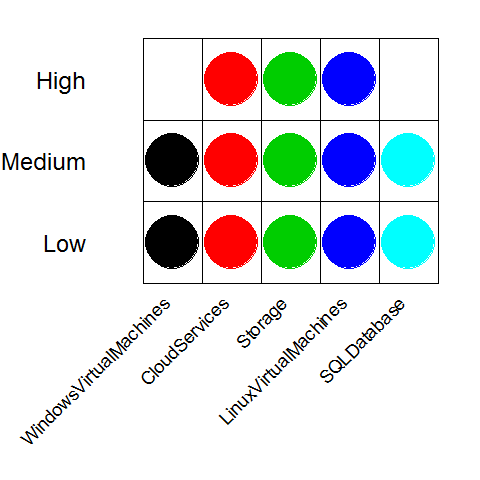 High
Medium
Low
WindowsVirtualMachines
CloudServices
Storage
LinuxVirtualMachines
SQLDatabase